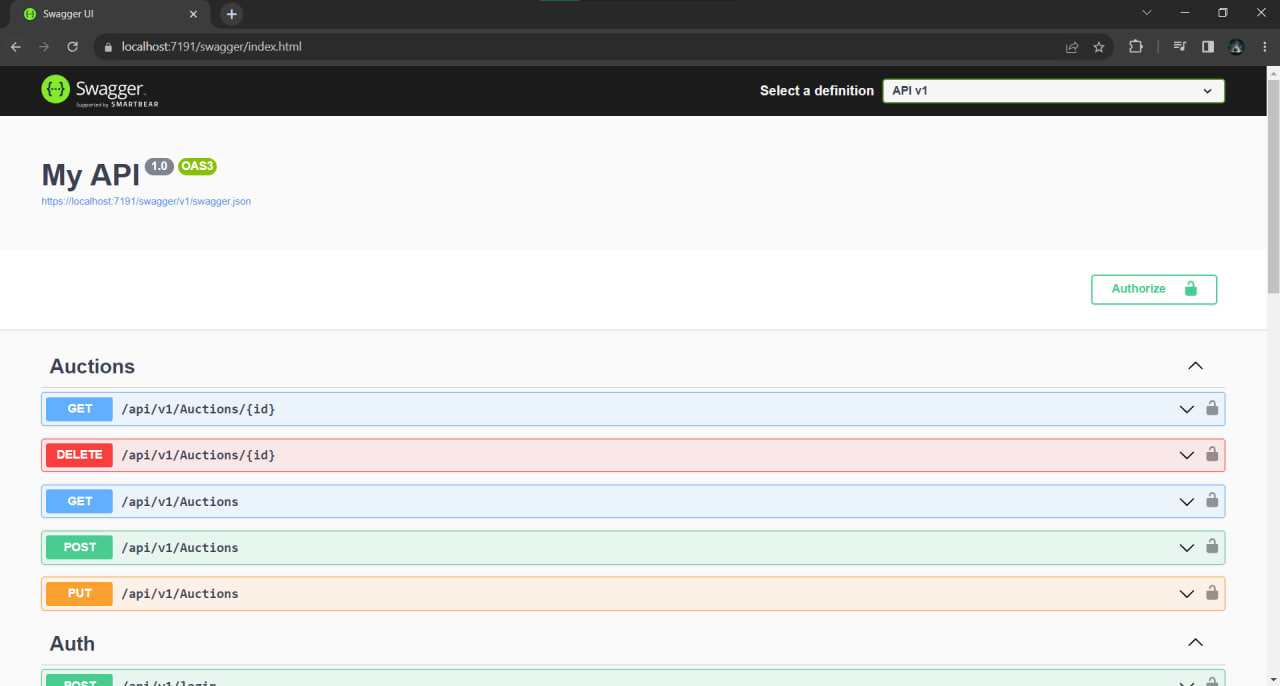 Swagger UI
localhost:7191/swagger/index.html
Swagger.
Supported by SMARTBEAR
Select a definition
API v1
My API 1.0 OAS3
https://localhost:7191/swagger/v1/swagger.json
Authorize
Auctions
GET /api/v1/Auctions/{id}
DELETE /api/v1/Auctions/{id}
GET /api/v1/Auctions
POST /api/v1/Auctions
PUT /api/v1/Auctions
Auth
POST /api/v1/login